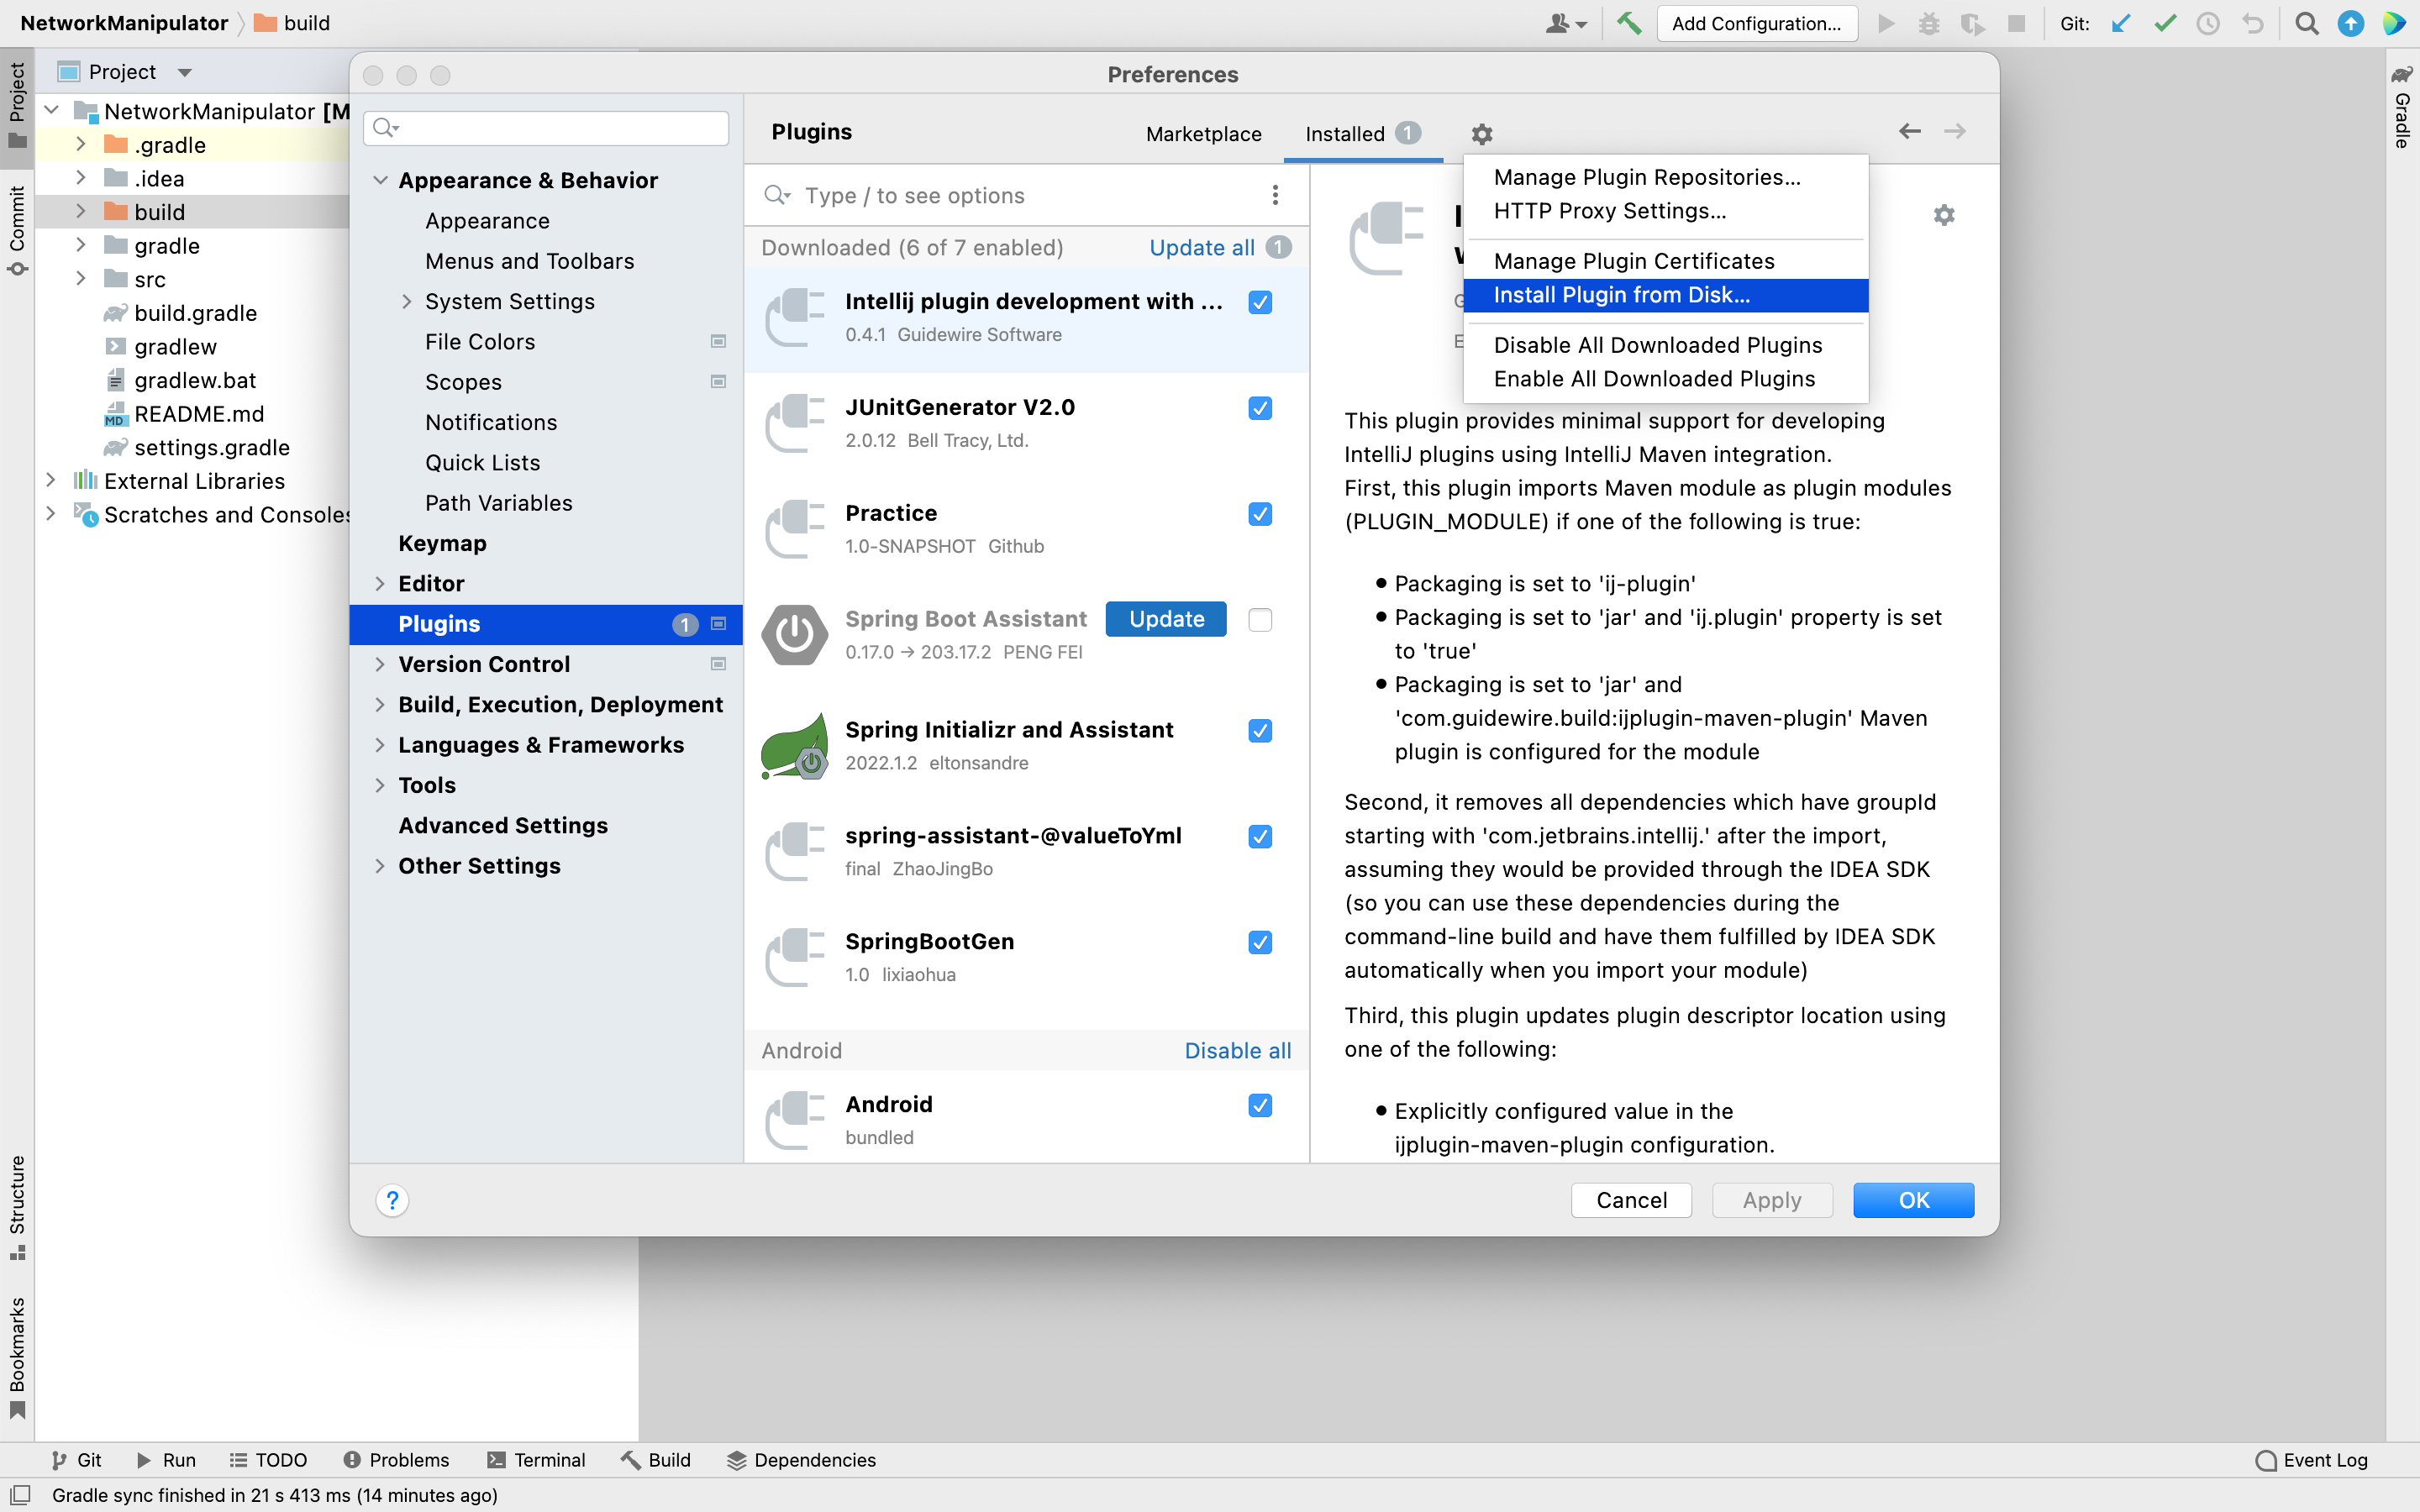 NetworkManipulator
build
Add Configuration...
Git:
Project
Project
NetworkManipulator [M
.gradle
.idea
build
gradle
src
build.gradle
gradlew
gradlew.bat
README.md
settings.gradle
External Libraries
Scratches and Consoles
Commit
Structure
Bookmarks
Gradle
Preferences
Appearance & Behavior
Appearance
Menus and Toolbars
System Settings
File Colors
Scopes
Notifications
Quick Lists
Path Variables
Keymap
Editor
Plugins 1
Version Control
Build, Execution, Deployment
Languages & Frameworks
Tools
Advanced Settings
Other Settings
Plugins
Marketplace
Installed 1
Type / to see options
Downloaded (6 of 7 enabled)
Update all 1
Intellij plugin development with ...
0.4.1 Guidewire Software
JUnitGenerator V2.0
2.0.12 Bell Tracy, Ltd.
Practice
1.0-SNAPSHOT Github
Spring Boot Assistant
Update
0.17.0 → 203.17.2 PENG FEI
Spring Initializr and Assistant
2022.1.2 eltonsandre
spring-assistant-@valueToYml
final ZhaoJingBo
SpringBootGen
1.0 lixiaohua
Android
Disable all
Android
bundled
Manage Plugin Repositories...
HTTP Proxy Settings...
Manage Plugin Certificates
Install Plugin from Disk...
Disable All Downloaded Plugins
Enable All Downloaded Plugins
This plugin provides minimal support for developing
IntelliJ plugins using IntelliJ Maven integration.
First, this plugin imports Maven module as plugin modules
(PLUGIN_MODULE) if one of the following is true:
● Packaging is set to 'ij-plugin'
● Packaging is set to 'jar' and 'ij.plugin' property is set
to 'true'
● Packaging is set to 'jar' and
'com.guidewire.build:ijplugin-maven-plugin' Maven
plugin is configured for the module
Second, it removes all dependencies which have groupId
starting with 'com.jetbrains.intellij.' after the import,
assuming they would be provided through the IDEA SDK
(so you can use these dependencies during the
command-line build and have them fulfilled by IDEA SDK
automatically when you import your module)
Third, this plugin updates plugin descriptor location using
one of the following:
● Explicitly configured value in the
ijplugin-maven-plugin configuration.
?
Cancel
Apply
OK
Git
Run
TODO
Problems
Terminal
Build
Dependencies
Event Log
Gradle sync finished in 21 s 413 ms (14 minutes ago)